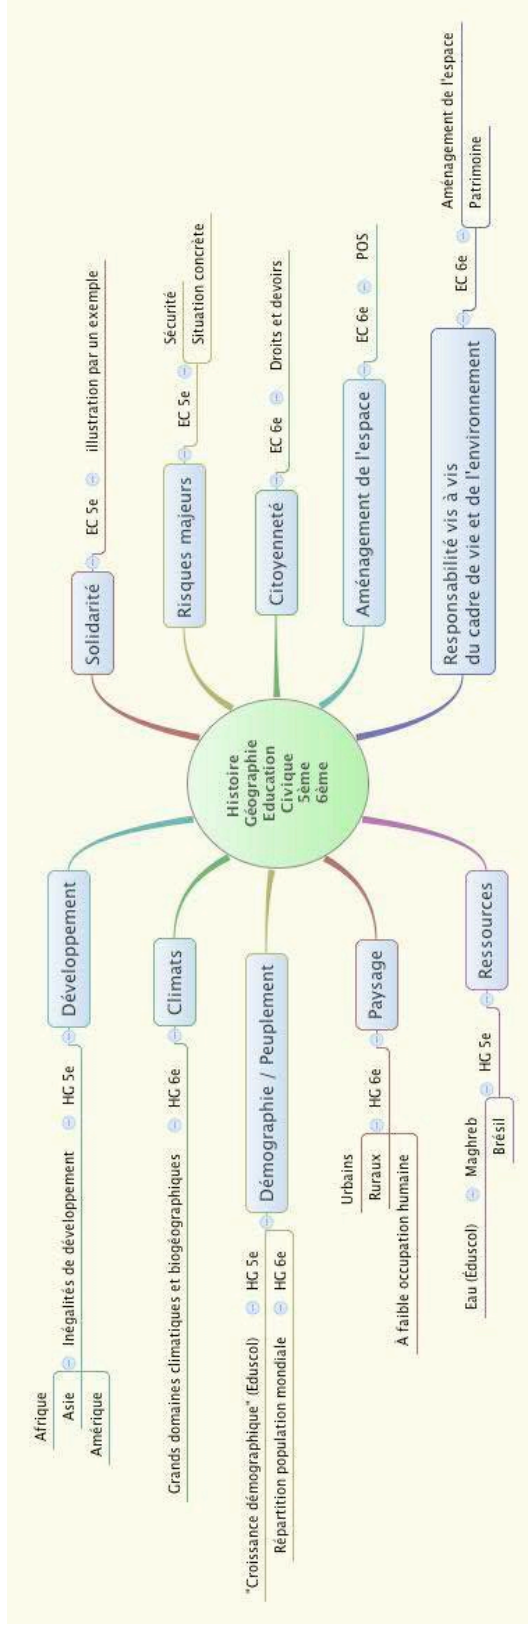 Histoire
Géographie
Education
Civique
5ème
6ème
Développement
HG 5e
Inégalités de développement
Afrique
Asie
Amérique
Climats
HG 6e
Grands domaines climatiques et biogéographiques
Démographie / Peuplement
HG 5e
"Croissance démographique" (Eduscol)
HG 6e
Répartition population mondiale
Paysage
HG 6e
Urbains
Ruraux
À faible occupation humaine
Ressources
HG 5e
Maghreb
Eau (Éduscol)
Brésil
Solidarité
EC 5e
illustration par un exemple
Risques majeurs
EC 5e
Sécurité
Situation concrète
Citoyenneté
EC 6e
Droits et devoirs
Aménagement de l'espace
EC 6e
POS
Responsabilité vis à vis
du cadre de vie et de l'environnement
EC 6e
Aménagement de l'espace
Patrimoine